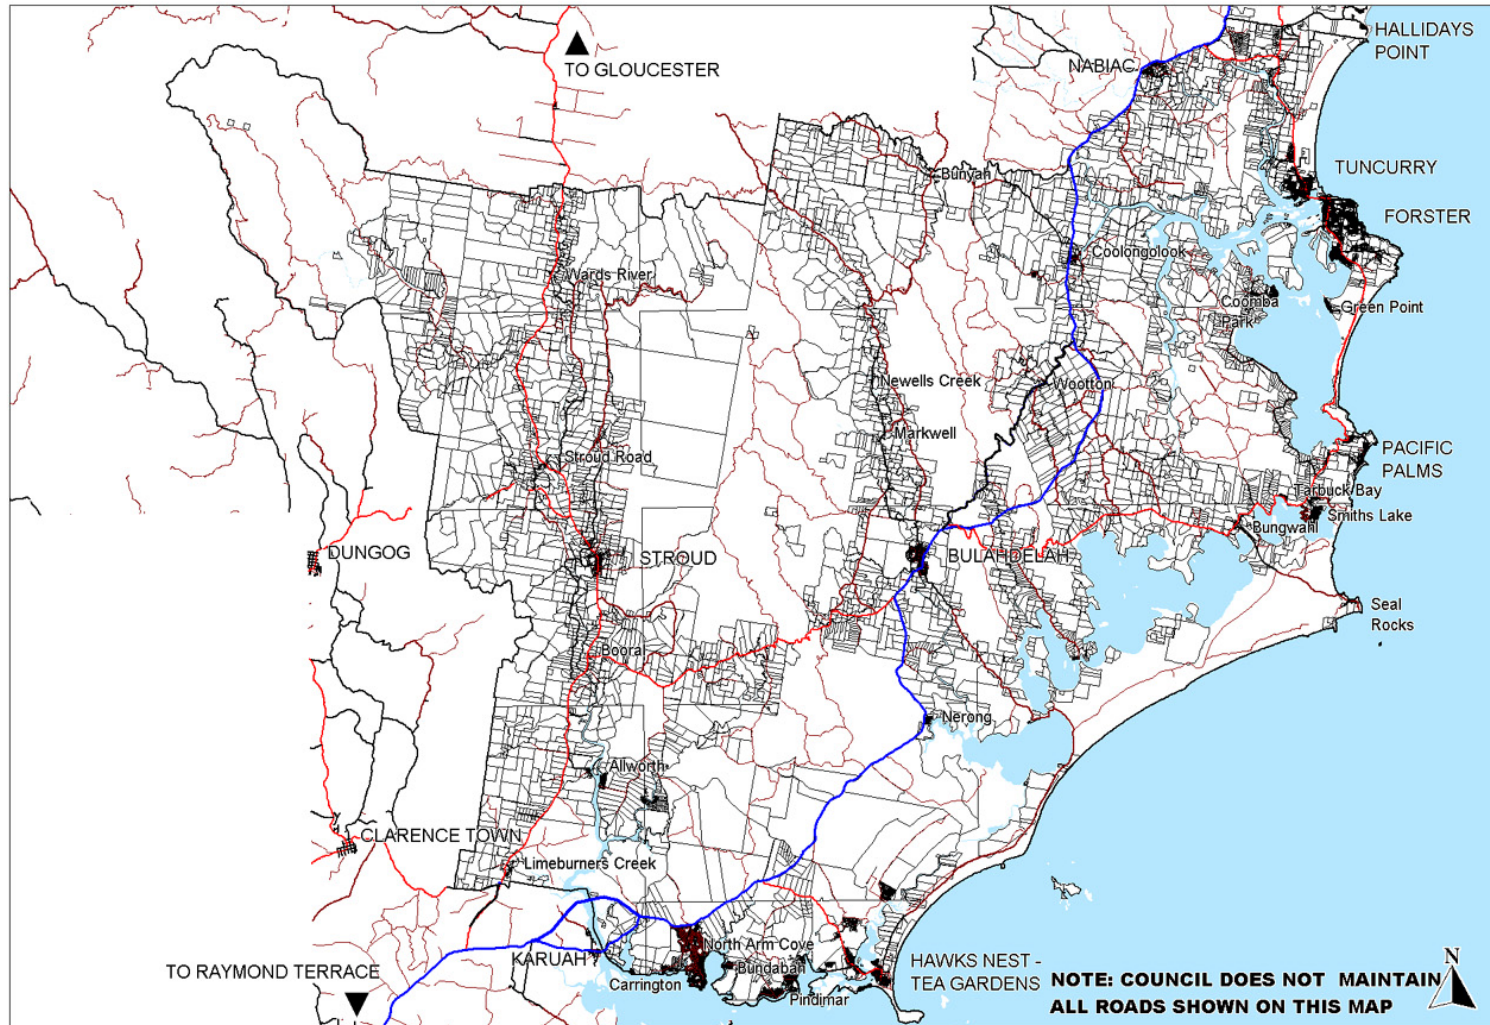 HALLIDAYS
POINT
TO GLOUCESTER
NABIAC
TUNCURRY
Bunyah
FORSTER
Coolongolook
Wards River
Coomba
Park
Green Point
Newells Creek
Wootton
Markwell
PACIFIC
PALMS
Stroud Road
Tarbuck Bay
Smiths Lake
Bungwahl
DUNGOG
STROUD
BULAHDELAH
Seal
Rocks
Booral
Nerong
Allworth
CLARENCE TOWN
Limeburners Creek
North Arm Cove
KARUAH
HAWKS NEST -
TEA GARDENS
Bundabah
Carrington
Pindimar
TO RAYMOND TERRACE
N
NOTE: COUNCIL DOES NOT MAINTAIN
ALL ROADS SHOWN ON THIS MAP